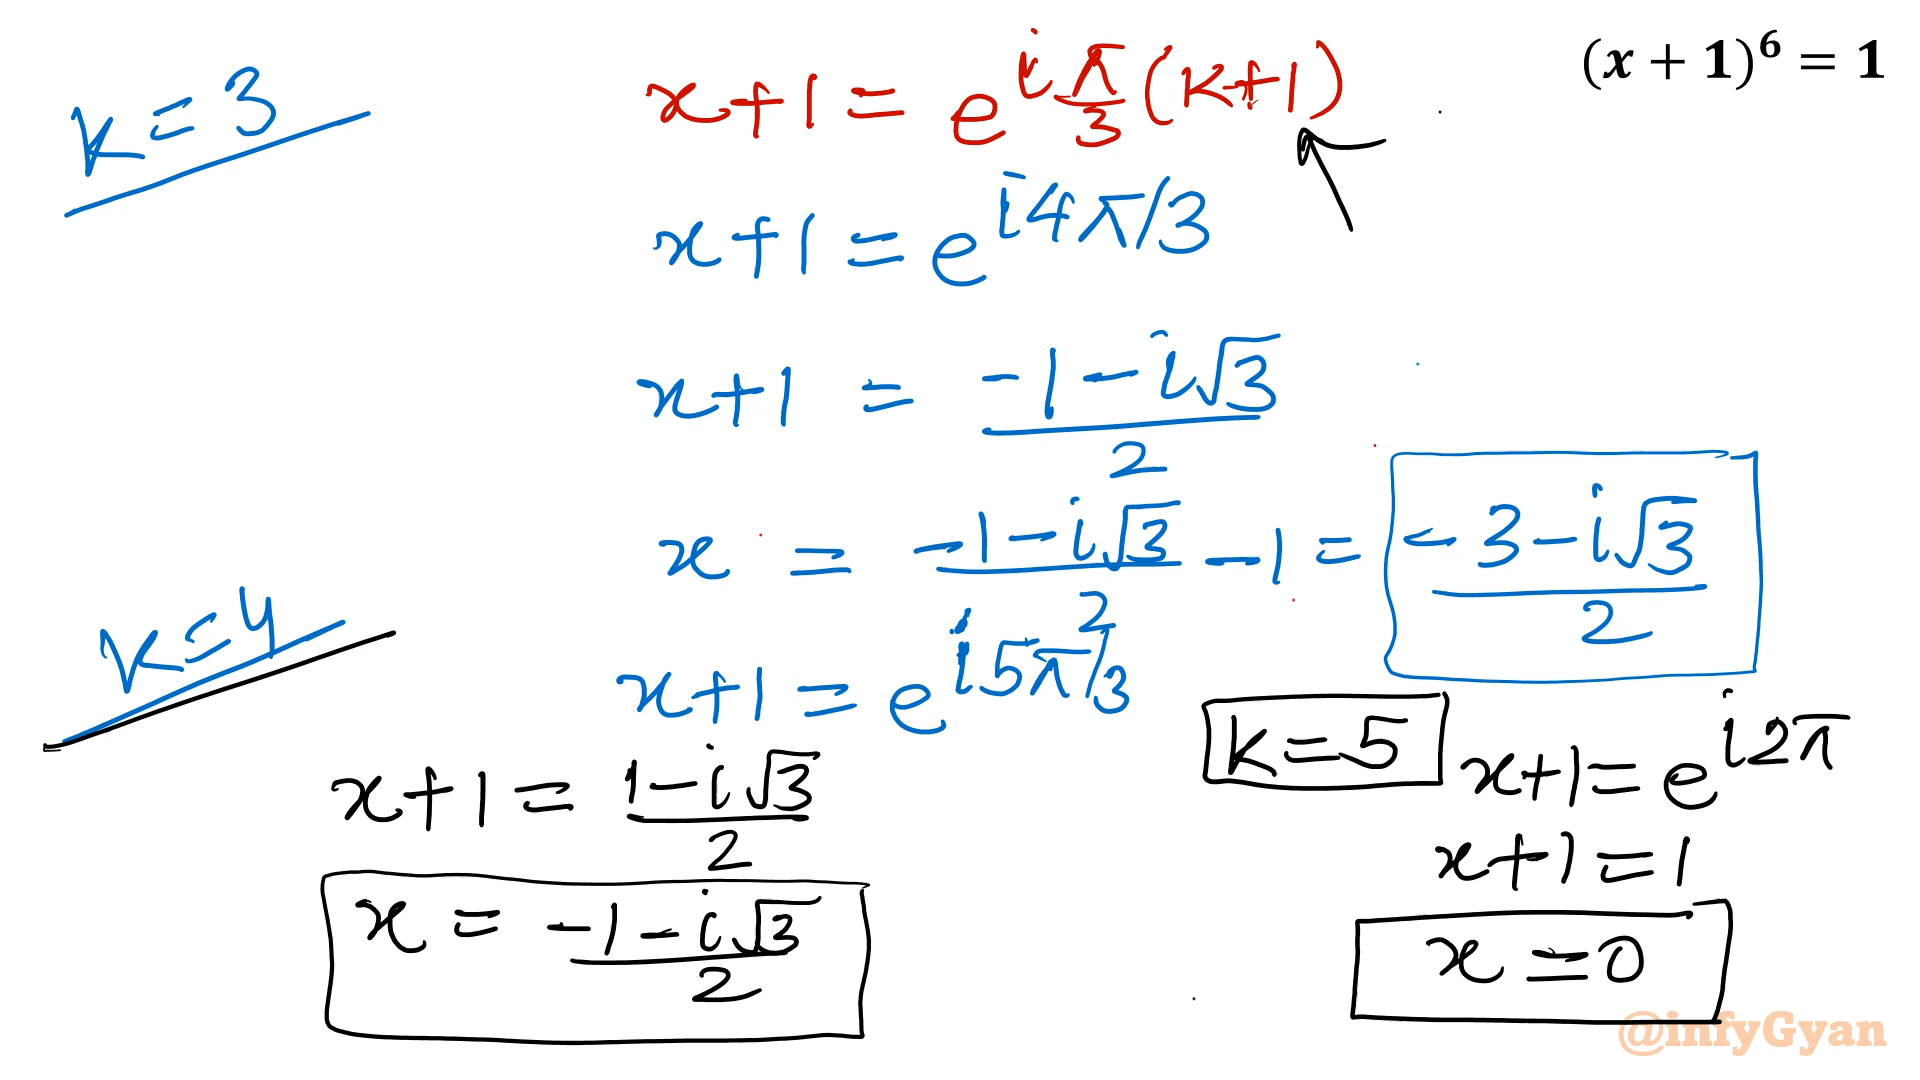 (x + 1)⁶ = 1
k=3
x+1 = e^{i π/3 (k+1)}
x+1 = e^{i4π/3}
x+1 = (-1-i√3)/2
x = (-1-i√3)/2 -1 = (-3-i√3)/2
k=4
x+1 = e^{i5π/3}
x+1 = (1-i√3)/2
x = (-1-i√3)/2
k=5
x+1 = e^{i2π}
x+1=1
x=0
@infyGyan